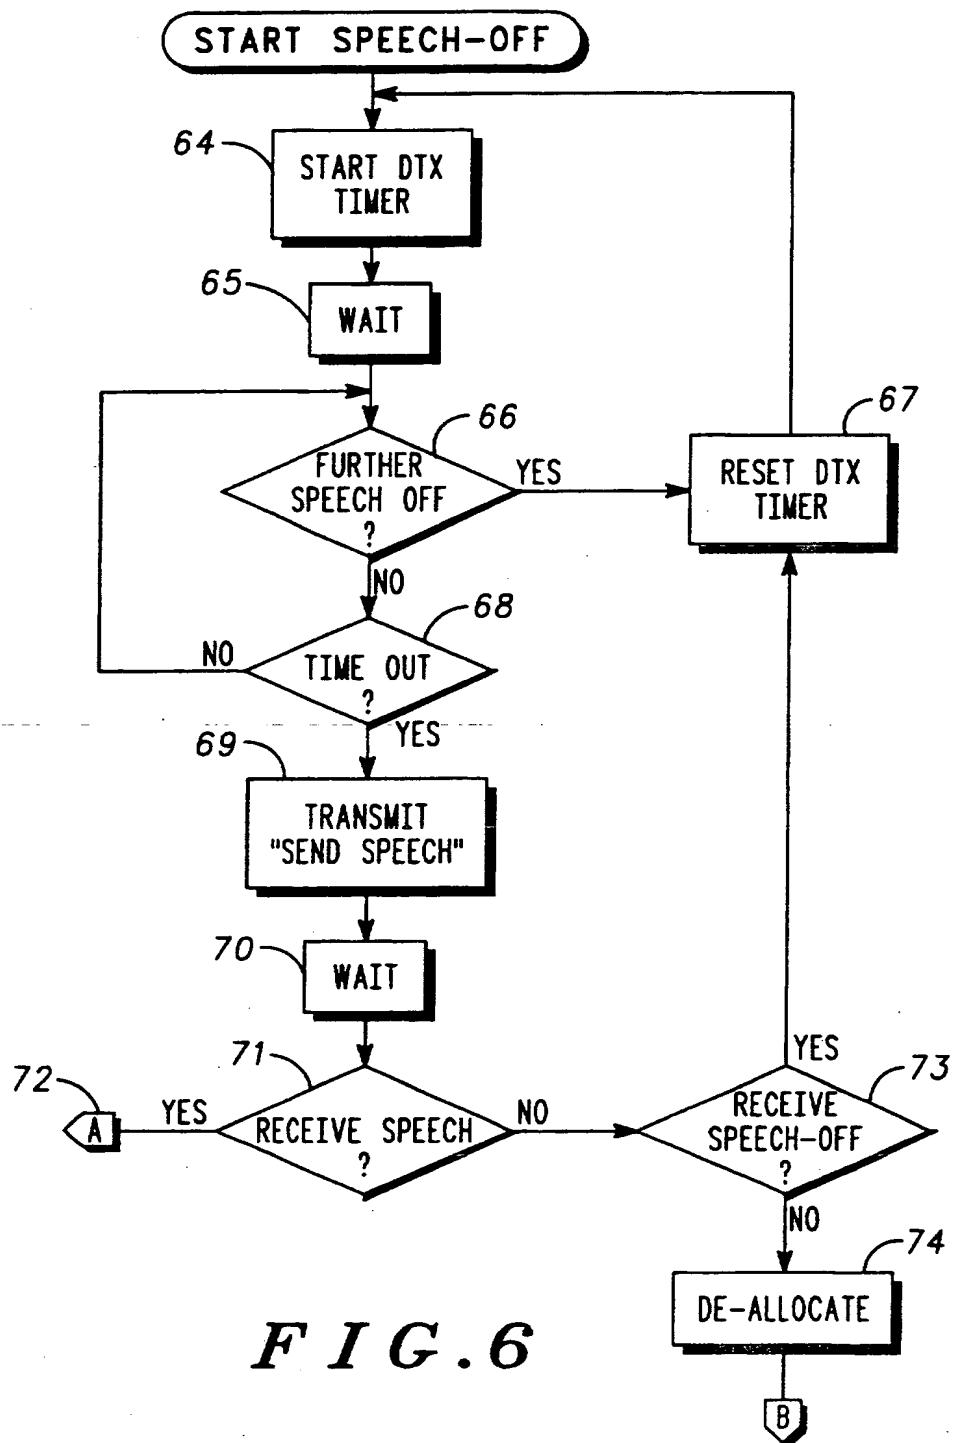 START SPEECH-OFF
64
START DTX
TIMER
65
WAIT
66
FURTHER
SPEECH OFF
?
YES
67
RESET DTX
TIMER
NO
68
NO
TIME OUT
?
YES
69
TRANSMIT
"SEND SPEECH"
70
WAIT
71
72
A
YES
RECEIVE SPEECH
?
NO
YES
73
RECEIVE
SPEECH-OFF
?
NO
74
DE-ALLOCATE
B
FIG.6